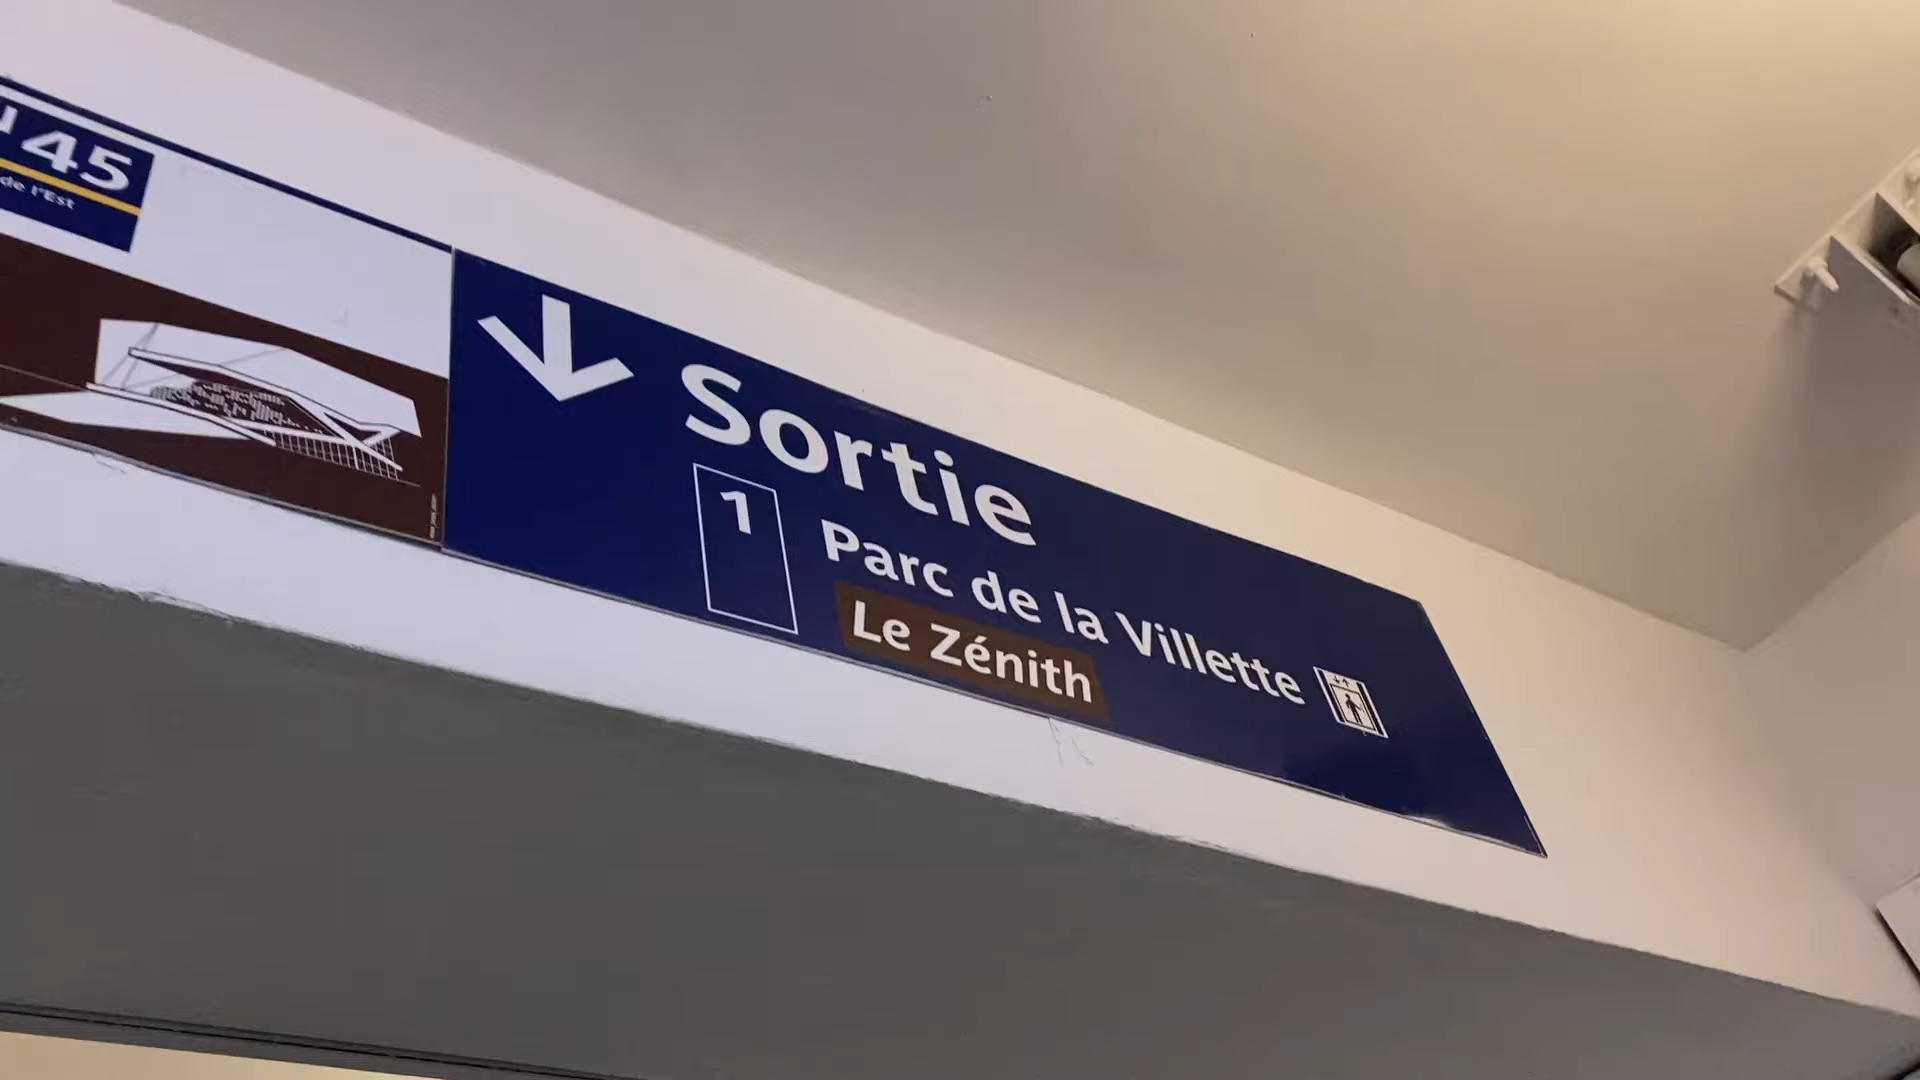 45
de l'Est
Sortie
1
Parc de la Villette
Le Zénith